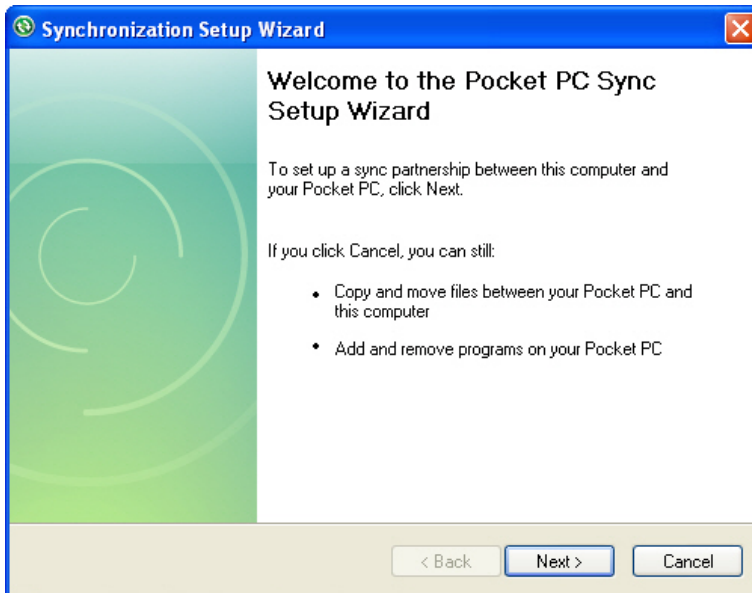 Synchronization Setup Wizard
Welcome to the Pocket PC Sync
Setup Wizard
To set up a sync partnership between this computer and
your Pocket PC, click Next.
If you click Cancel, you can still:
• Copy and move files between your Pocket PC and
this computer
• Add and remove programs on your Pocket PC
< Back Next > Cancel